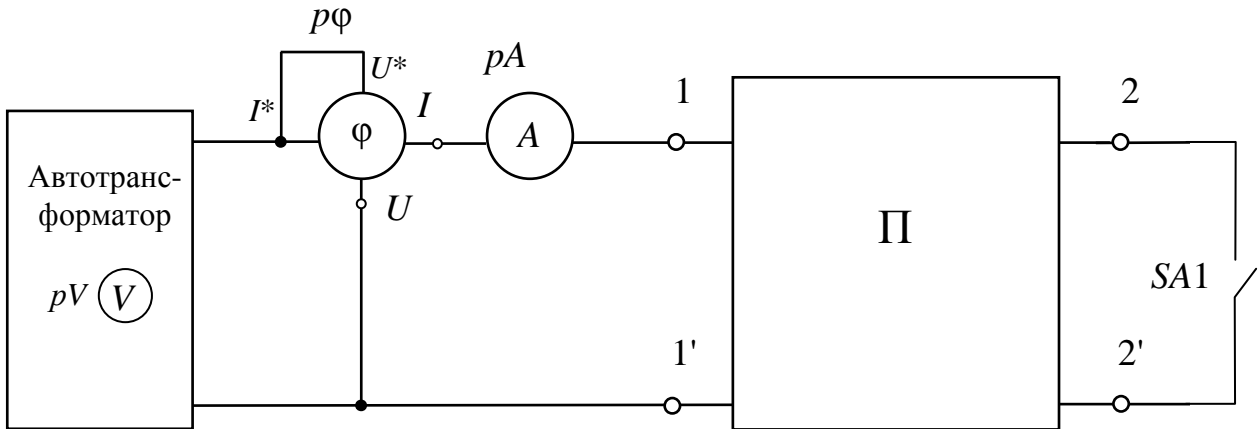 pφ
U*
pA
I*
I
φ
A
1
2
U
Автотранс-
форматор
П
pV
V
SA1
1'
2'